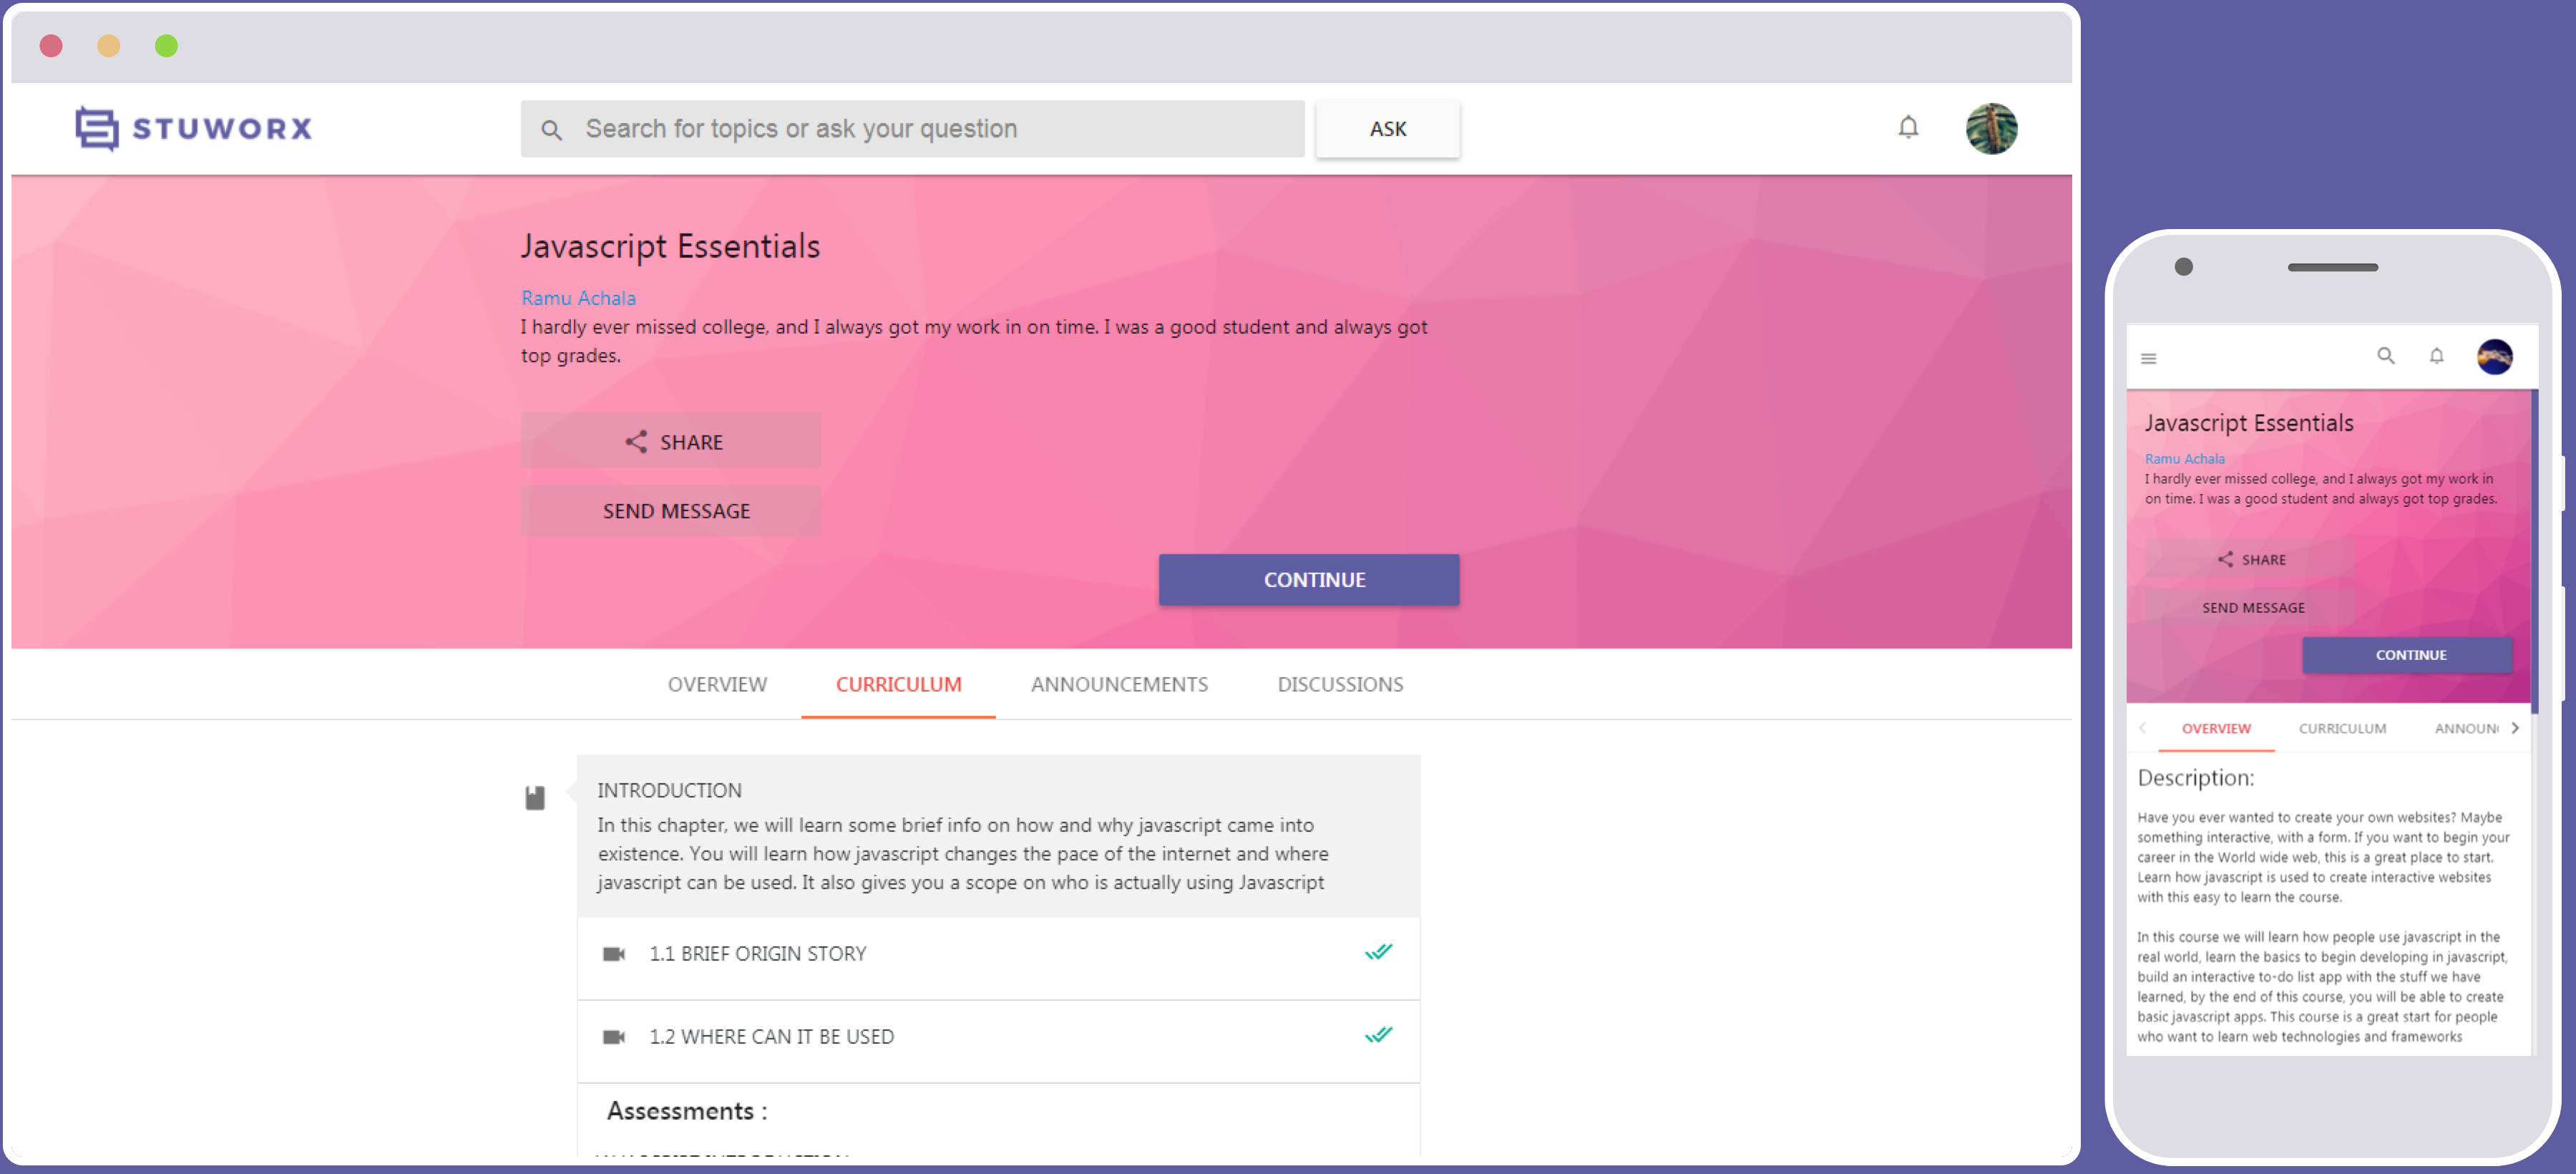 STUWORX
Search for topics or ask your question
ASK
Javascript Essentials
Ramu Achala
I hardly ever missed college, and I always got my work in on time. I was a good student and always got
top grades.
SHARE
SEND MESSAGE
CONTINUE
OVERVIEW CURRICULUM ANNOUNCEMENTS DISCUSSIONS
INTRODUCTION
In this chapter, we will learn some brief info on how and why javascript came into
existence. You will learn how javascript changes the pace of the internet and where
javascript can be used. It also gives you a scope on who is actually using Javascript
1.1 BRIEF ORIGIN STORY
1.2 WHERE CAN IT BE USED
Assessments :
Javascript Essentials
Ramu Achala
I hardly ever missed college, and I always got my work in
on time. I was a good student and always got top grades.
SHARE
SEND MESSAGE
CONTINUE
OVERVIEW CURRICULUM ANNOUN
Description:
Have you ever wanted to create your own websites? Maybe
something interactive, with a form. If you want to begin your
career in the World wide web, this is a great place to start.
Learn how javascript is used to create interactive websites
with this easy to learn the course.
In this course we will learn how people use javascript in the
real world, learn the basics to begin developing in javascript,
build an interactive to-do list app with the stuff we have
learned, by the end of this course, you will be able to create
basic javascript apps. This course is a great start for people
who want to learn web technologies and frameworks